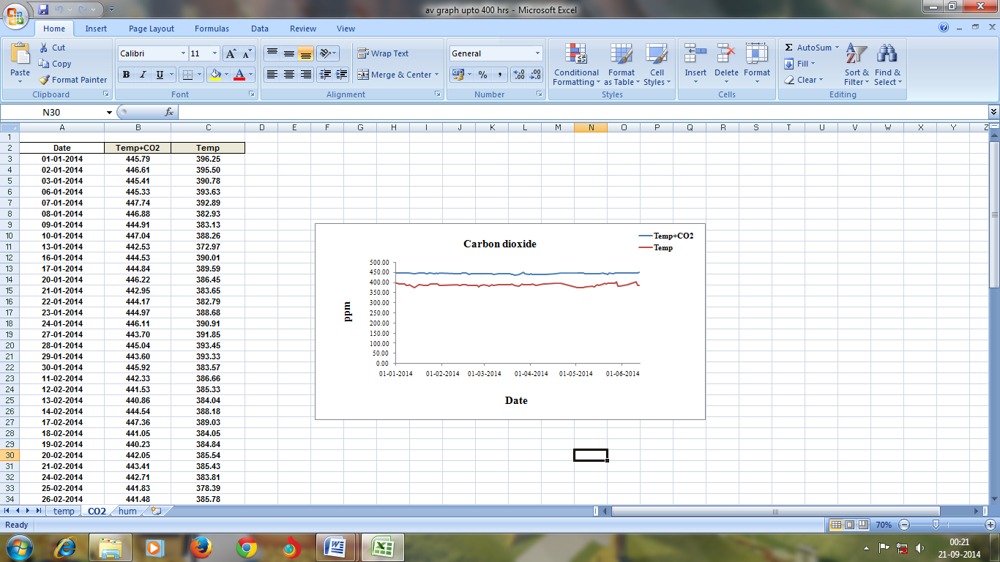 av graph upto 400 hrs - Microsoft Excel
Home Insert Page Layout Formulas Data Review View
Paste
Cut
Copy
Format Painter
Clipboard
Calibri 11
B I U
Font
Wrap Text
Merge & Center
Alignment
General
% ,
Number
Conditional Formatting
Format as Table
Cell Styles
Styles
Insert Delete Format
Cells
Σ AutoSum
Fill
Clear
Sort & Filter
Find & Select
Editing
N30 fx
A B C D E F G H I J K L M N O P Q R S T U V W X Y Z
1
2 Date Temp+CO2 Temp
3 01-01-2014 445.79 396.25
4 02-01-2014 446.61 395.50
5 03-01-2014 445.41 390.78
6 06-01-2014 445.33 393.63
7 07-01-2014 447.74 392.89
8 08-01-2014 446.88 382.93
9 09-01-2014 444.91 383.13
10 10-01-2014 447.04 388.26
11 13-01-2014 442.53 372.97
12 16-01-2014 444.53 390.01
13 17-01-2014 444.84 389.59
14 20-01-2014 446.22 386.45
15 21-01-2014 442.95 383.65
16 22-01-2014 444.17 382.79
17 23-01-2014 444.97 388.68
18 24-01-2014 446.11 390.91
19 27-01-2014 443.70 391.85
20 28-01-2014 445.04 393.45
21 29-01-2014 443.60 393.33
22 30-01-2014 445.92 383.57
23 11-02-2014 442.33 386.66
24 12-02-2014 441.53 385.33
25 13-02-2014 440.86 384.04
26 14-02-2014 444.54 388.18
27 17-02-2014 447.36 389.03
28 18-02-2014 441.05 384.05
29 19-02-2014 440.23 384.84
30 20-02-2014 442.05 385.54
31 21-02-2014 443.41 385.43
32 24-02-2014 442.71 383.81
33 25-02-2014 441.83 378.39
34 26-02-2014 441.48 385.78
Carbon dioxide
Temp+CO2
Temp
ppm
500.00
450.00
400.00
350.00
300.00
250.00
200.00
150.00
100.00
50.00
0.00
01-01-2014 01-02-2014 01-03-2014 01-04-2014 01-05-2014 01-06-2014
Date
temp CO2 hum
Ready 70%
00:21
21-09-2014